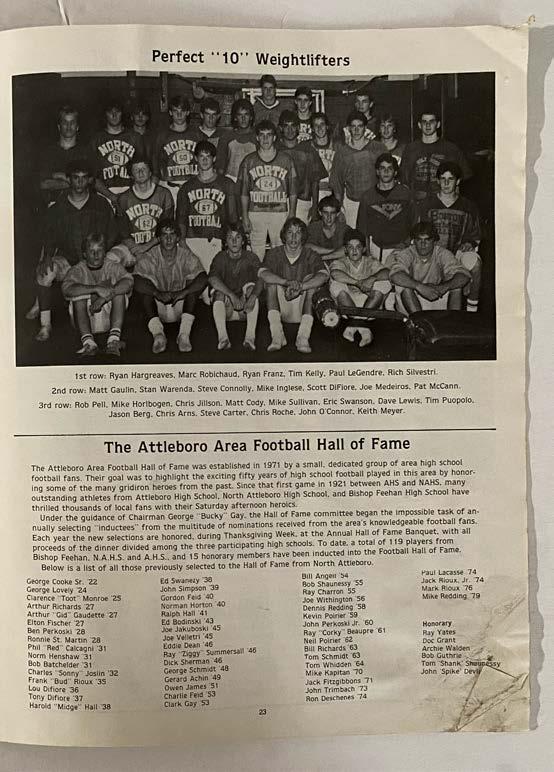 Perfect "10" Weightlifters
NORTH
51
FOOTBALL
NORTH
60
FOOTBALL
NORTH
24
FOOTBALL
NORTH
67
FOOTBALL
NORTH
52
BOSTON
1st row: Ryan Hargreaves, Marc Robichaud, Ryan Franz, Tim Kelly, Paul LeGendre, Rich Silvestri.
2nd row: Matt Gaulin, Stan Warenda, Steve Connolly, Mike Inglese, Scott DiFiore, Joe Medeiros, Pat McCann.
3rd row: Rob Pell, Mike Horlbogen, Chris Jillson, Matt Cody, Mike Sullivan, Eric Swanson, Dave Lewis, Tim Puopolo,
Jason Berg, Chris Arns, Steve Carter, Chris Roche, John O'Connor, Keith Meyer.
The Attleboro Area Football Hall of Fame
The Attleboro Area Football Hall of Fame was established in 1971 by a small, dedicated group of area high school
football fans. Their goal was to highlight the exciting fifty years of high school football played in this area by honor-
ing some of the many gridiron heroes from the past. Since that first game in 1921 between AHS and NAHS, many
outstanding athletes from Attleboro High School, North Attleboro High School, and Bishop Feehan High School have
thrilled thousands of local fans with their Saturday afternoon heroics.
Under the guidance of Chairman George "Bucky" Gay, the Hall of Fame committee began the impossible task of an-
nually selecting "inductees" from the multitude of nominations received from the area's knowledgeable football fans.
Each year the new selections are honored, during Thanksgiving Week, at the Annual Hall of Fame Banquet, with all
proceeds of the dinner divided among the three participating high schools. To date, a total of 119 players from
Bishop Feehan, N.A.H.S. and A.H.S., and 15 honorary members have been inducted into the Football Hall of Fame.
Below is a list of all those previously selected to the Hall of Fame from North Attleboro.
George Cooke Sr. '22
George Lovely '24
Clarence "Toot" Monroe '25
Arthur Richards '27
Arthur "Gid" Gaudette '27
Elton Fischer '27
Ben Perkoski '28
Ronnie St. Martin '28
Phil "Red" Calcagni '31
Norm Henshaw '31
Bob Batchelder '31
Charles "Sonny" Joslin '32
Frank "Bud" Rioux '35
Lou Difiore '36
Tony Difiore '37
Harold "Midge" Hall '38
Ed Swanezy '38
John Simpson '39
Gordon Feid '40
Norman Horton '40
Ralph Hill '41
Ed Bodinski '43
Joe Jakuboski '45
Joe Velletri '45
Eddie Dean '46
Ray "Ziggy" Summersall '46
Dick Sherman '46
George Schmidt '48
Gerard Achin '49
Owen James '51
Charlie Feid '53
Clark Gay '53
Bill Angell '54
Bob Shaunessy '55
Ray Charron '55
Joe Withington '56
Dennis Redding '58
Kevin Poirier '59
John Perkoski Jr. '60
Ray "Corky" Beaupre '61
Neil Poirier '62
Bill Richards '63
Tom Schmidt '63
Tom Whidden '64
Mike Kapitan '70
Jack Fitzgibbons '71
John Trimbach '73
Ron Deschenes '74
Paul Lacasse '74
Jack Rioux, Jr. '74
Mark Rioux '76
Mike Redding '79
Honorary
Ray Yates
Doc Grant
Archie Walden
Bob Guthrie
Tom 'Shank' Shaunessy
John 'Spike'
23